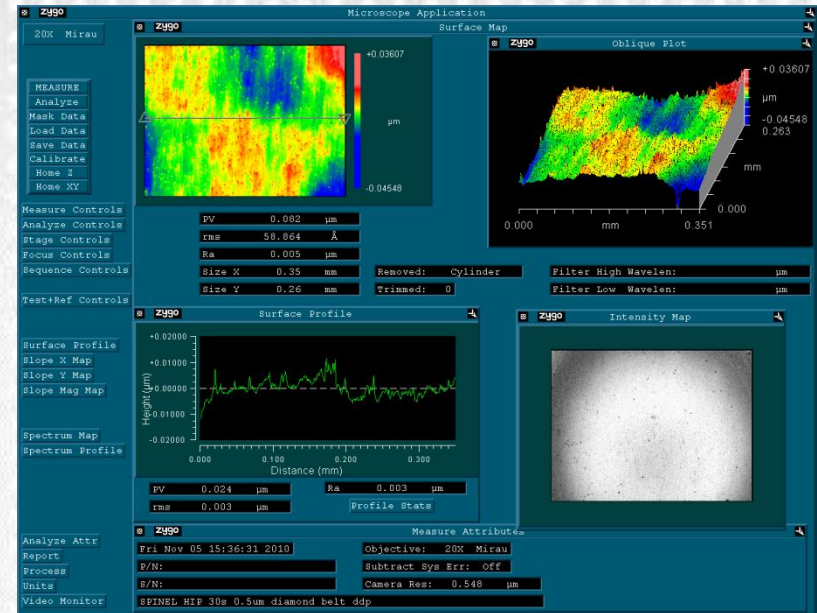 zygo Microscope Application
20X Mirau
MEASURE
Analyze
Mask Data
Load Data
Save Data
Calibrate
Home Z
Home XY
Measure Controls
Analyze Controls
Stage Controls
Focus Controls
Sequence Controls
Test+Ref Controls
Surface Profile
Slope X Map
Slope Y Map
Slope Mag Map
Spectrum Map
Spectrum Profile
Analyze Attr
Report
Process
Units
Video Monitor
zygo Surface Map
+0.03607
µm
-0.04548
zygo Oblique Plot
+0.03607
µm
-0.04548
0.263
mm
0.000
0.000 mm 0.351
PV 0.082 µm
rms 58.864 Å
Ra 0.005 µm
Size X 0.35 mm Removed: Cylinder Filter High Wavelen: µm
Size Y 0.26 mm Trimmed: 0 Filter Low Wavelen: µm
zygo Surface Profile
+0.02000
+0.01000
+0.00000
-0.01000
-0.02000
Height (µm)
0.000 0.100 0.200 0.300
Distance (mm)
PV 0.024 µm Ra 0.003 µm
rms 0.003 µm Profile Stats
zygo Intensity Map
zygo Measure Attributes
Fri Nov 05 15:36:31 2010 Objective: 20X Mirau
P/N: Subtract Sys Err: Off
S/N: Camera Res: 0.548 µm
SPINEL HIP 30s 0.5um diamond belt ddp